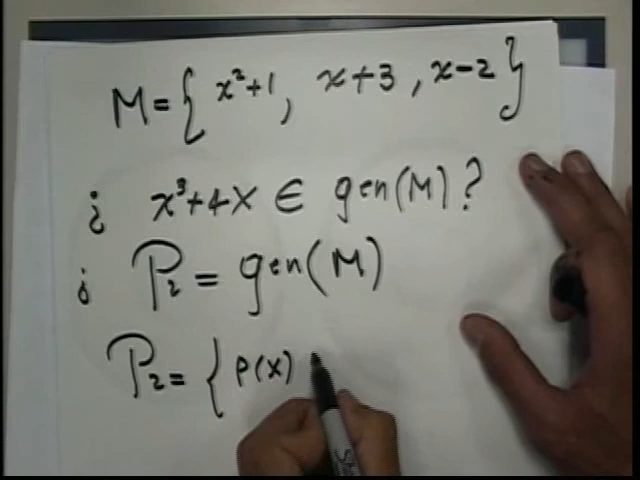 M = { x²+1, x+3, x-2 }
¿ x³+4x ∈ gen(M)?
¿ P₂ = gen(M)
P₂ = { p(x)